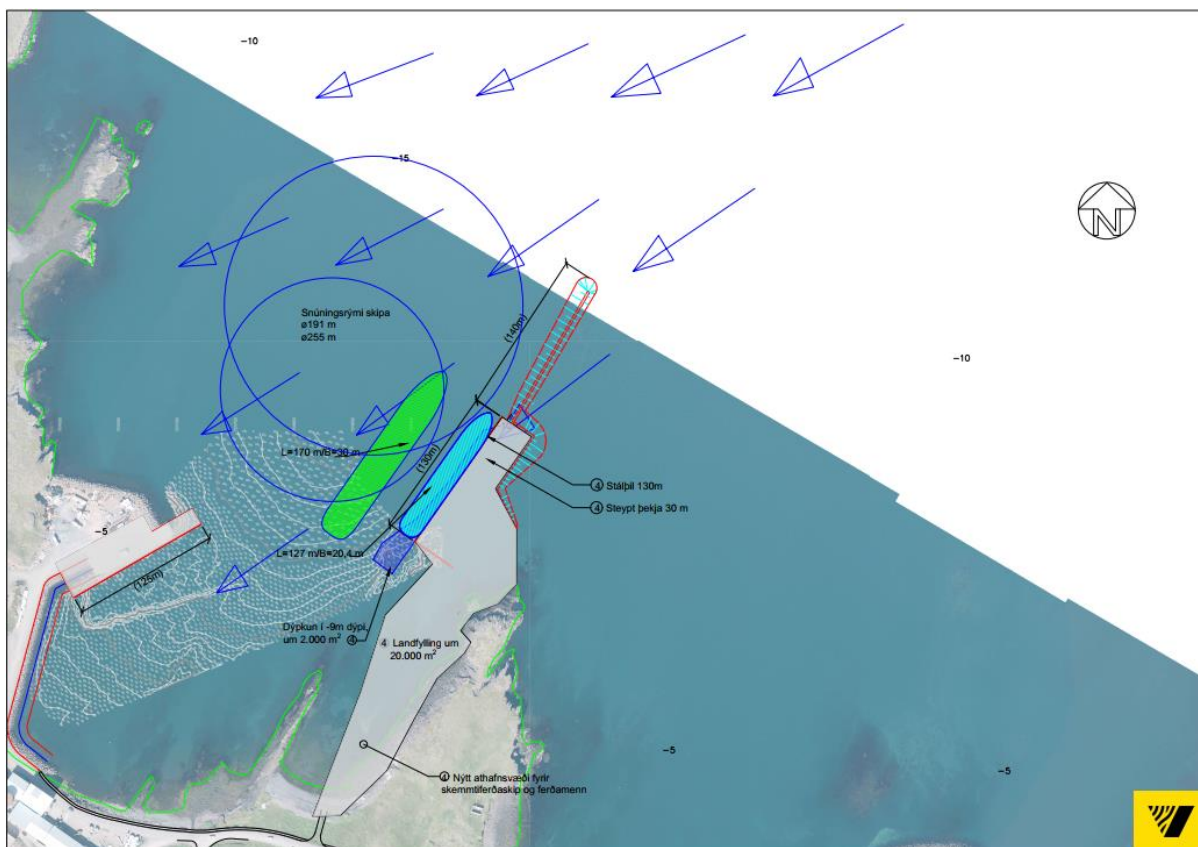 -10
-15
N
Snúningsrými skipa
ø191 m
ø255 m
(140m)
-10
L=170 m/B=30 m
(130m)
④ Stálþil 130m
④ Steypt þekja 30 m
-5
(125m)
L=127 m/B=20,4 m
Dýpkun í -9m dýpi,
um 2.000 m² ④
4 Landfylling um
20.000 m²
-5
-5
④ Nýtt athafnsvæði fyrir
skemmtiferðaskip og ferðamenn